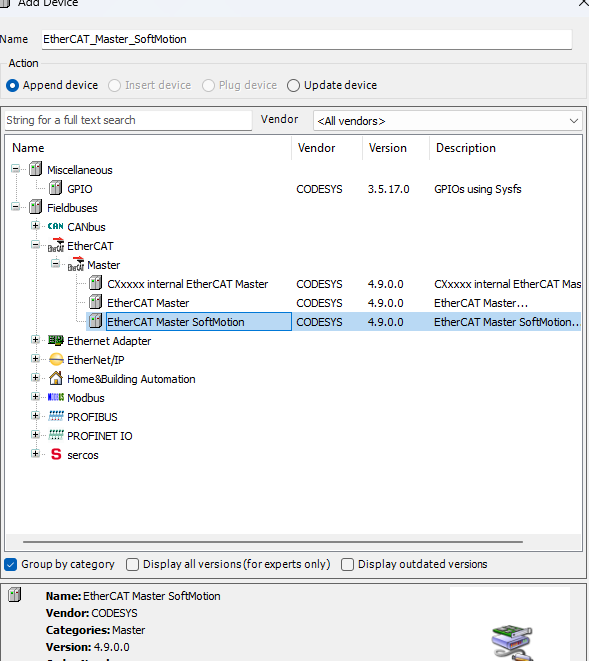 Add Device
Name EtherCAT_Master_SoftMotion
Action
Append device Insert device Plug device Update device
String for a full text search Vendor <All vendors>
Name Vendor Version Description
Miscellaneous
GPIO CODESYS 3.5.17.0 GPIOs using Sysfs
Fieldbuses
CAN CANbus
EtherCAT
Master
CXxxxx internal EtherCAT Master CODESYS 4.9.0.0 CXxxxx internal EtherCAT Mas
EtherCAT Master CODESYS 4.9.0.0 EtherCAT Master...
EtherCAT Master SoftMotion CODESYS 4.9.0.0 EtherCAT Master SoftMotion...
Ethernet Adapter
EtherNet/IP
Home&Building Automation
Modbus
PROFIBUS
PROFINET IO
S sercos
Group by category Display all versions (for experts only) Display outdated versions
Name: EtherCAT Master SoftMotion
Vendor: CODESYS
Categories: Master
Version: 4.9.0.0